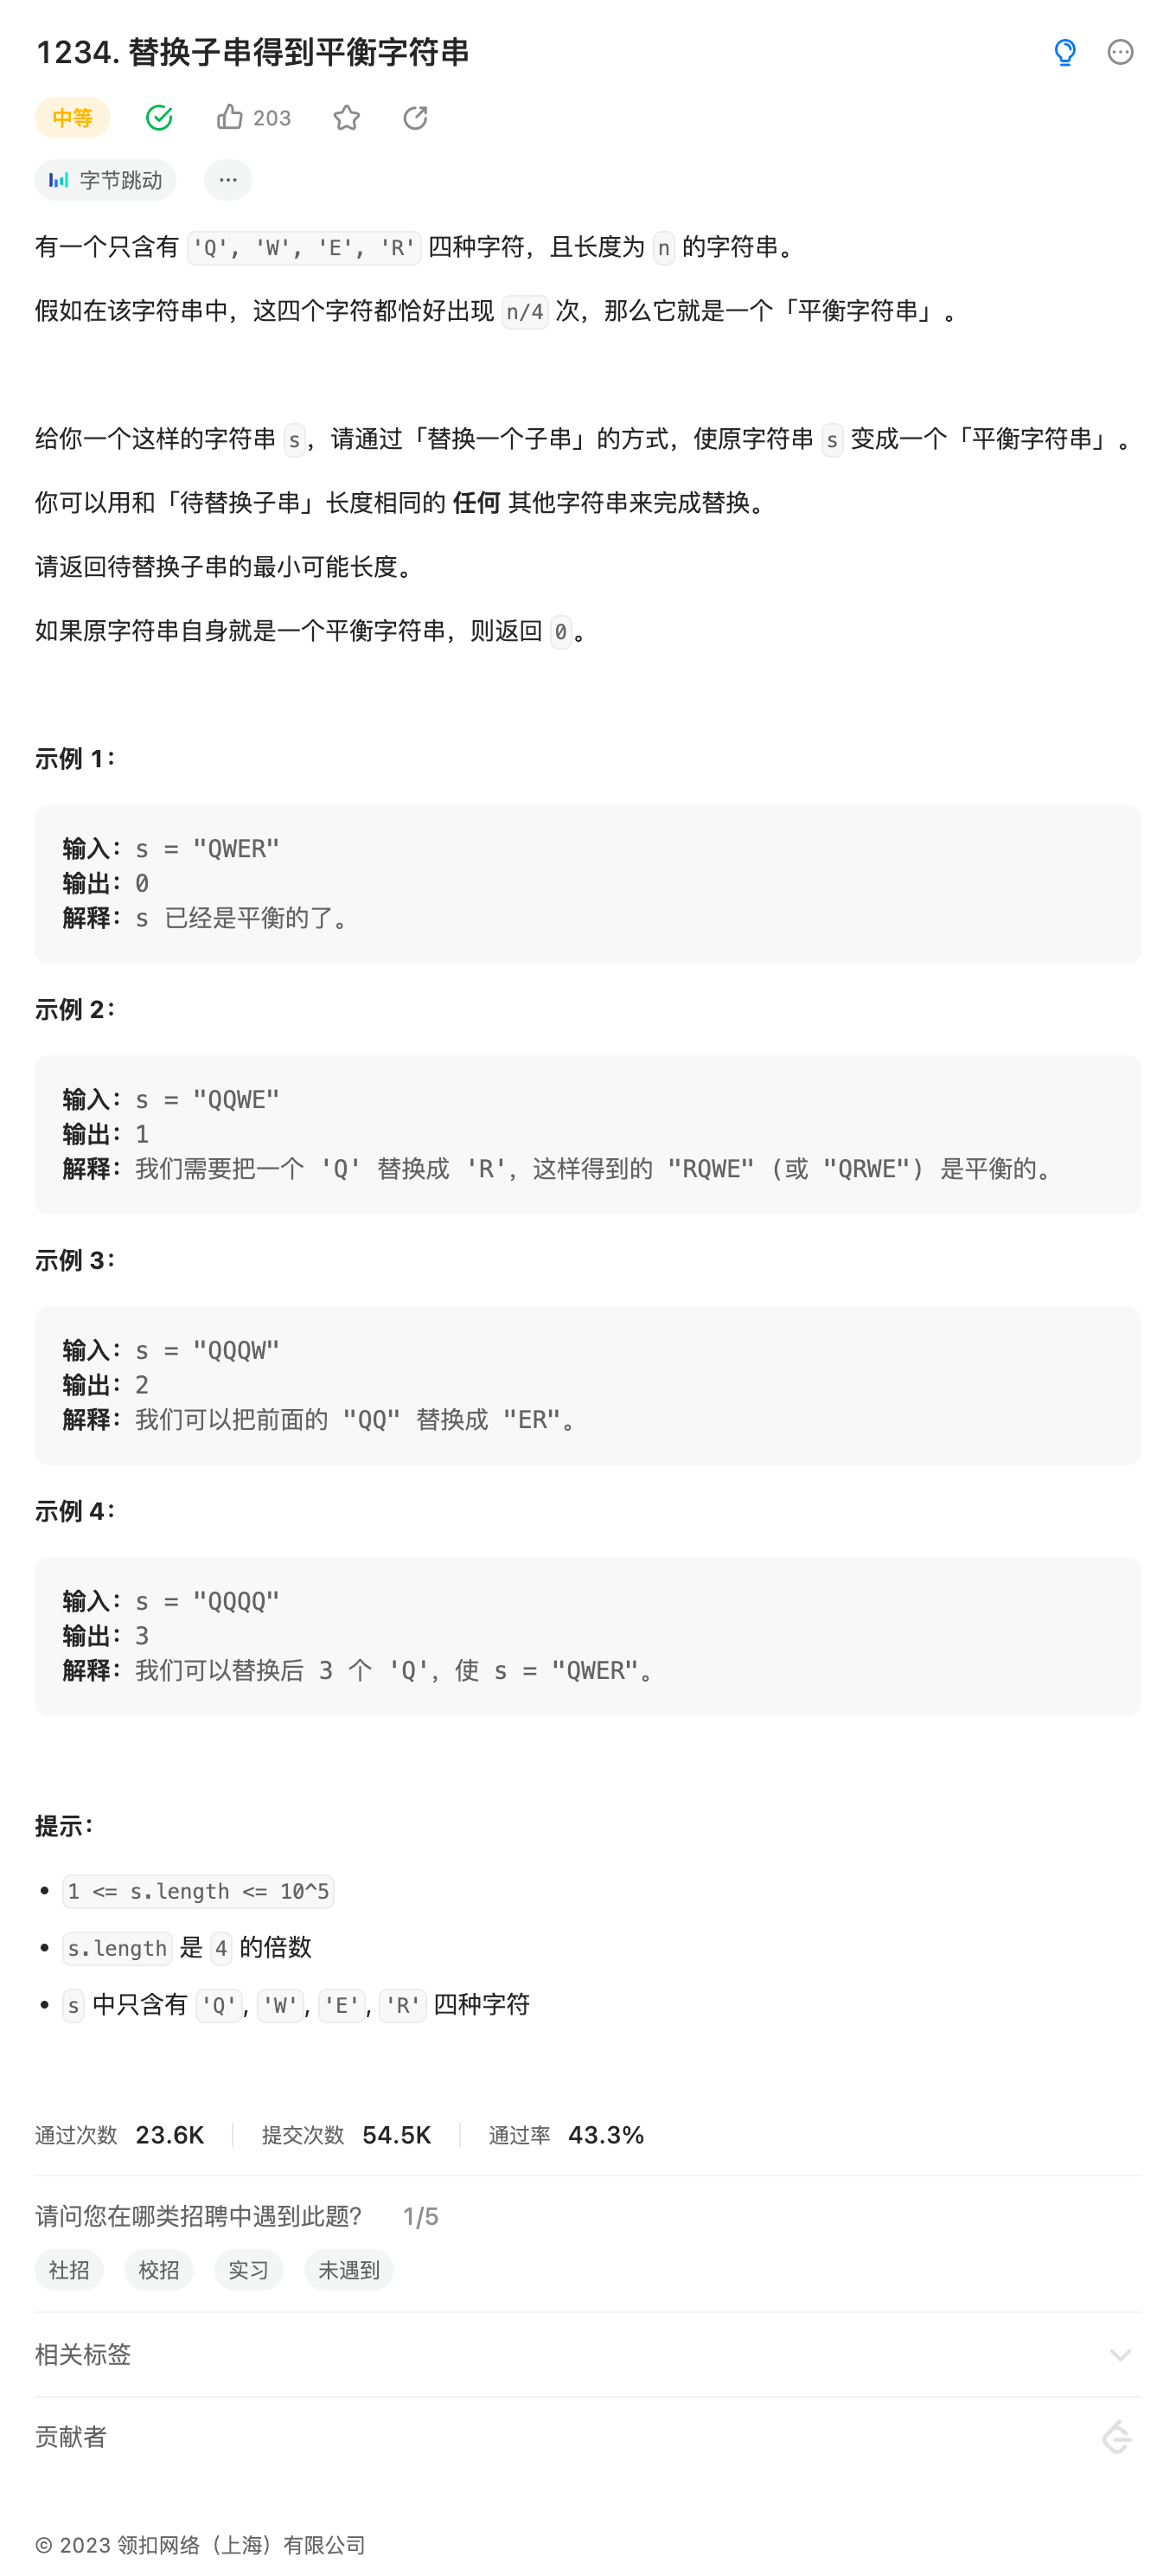 1234. 替换子串得到平衡字符串
中等
203
字节跳动
有一个只含有 'Q', 'W', 'E', 'R' 四种字符，且长度为 n 的字符串。
假如在该字符串中，这四个字符都恰好出现 n/4 次，那么它就是一个「平衡字符串」。
给你一个这样的字符串 s，请通过「替换一个子串」的方式，使原字符串 s 变成一个「平衡字符串」。
你可以用和「待替换子串」长度相同的 任何 其他字符串来完成替换。
请返回待替换子串的最小可能长度。
如果原字符串自身就是一个平衡字符串，则返回 0。
示例 1：
输入：s = "QWER"
输出：0
解释：s 已经是平衡的了。
示例 2：
输入：s = "QQWE"
输出：1
解释：我们需要把一个 'Q' 替换成 'R'，这样得到的 "RQWE" (或 "QRWE") 是平衡的。
示例 3：
输入：s = "QQQW"
输出：2
解释：我们可以把前面的 "QQ" 替换成 "ER"。
示例 4：
输入：s = "QQQQ"
输出：3
解释：我们可以替换后 3 个 'Q'，使 s = "QWER"。
提示：
1 <= s.length <= 10^5
s.length 是 4 的倍数
s 中只含有 'Q', 'W', 'E', 'R' 四种字符
通过次数 23.6K 提交次数 54.5K 通过率 43.3%
请问您在哪类招聘中遇到此题? 1/5
社招 校招 实习 未遇到
相关标签
贡献者
© 2023 领扣网络（上海）有限公司